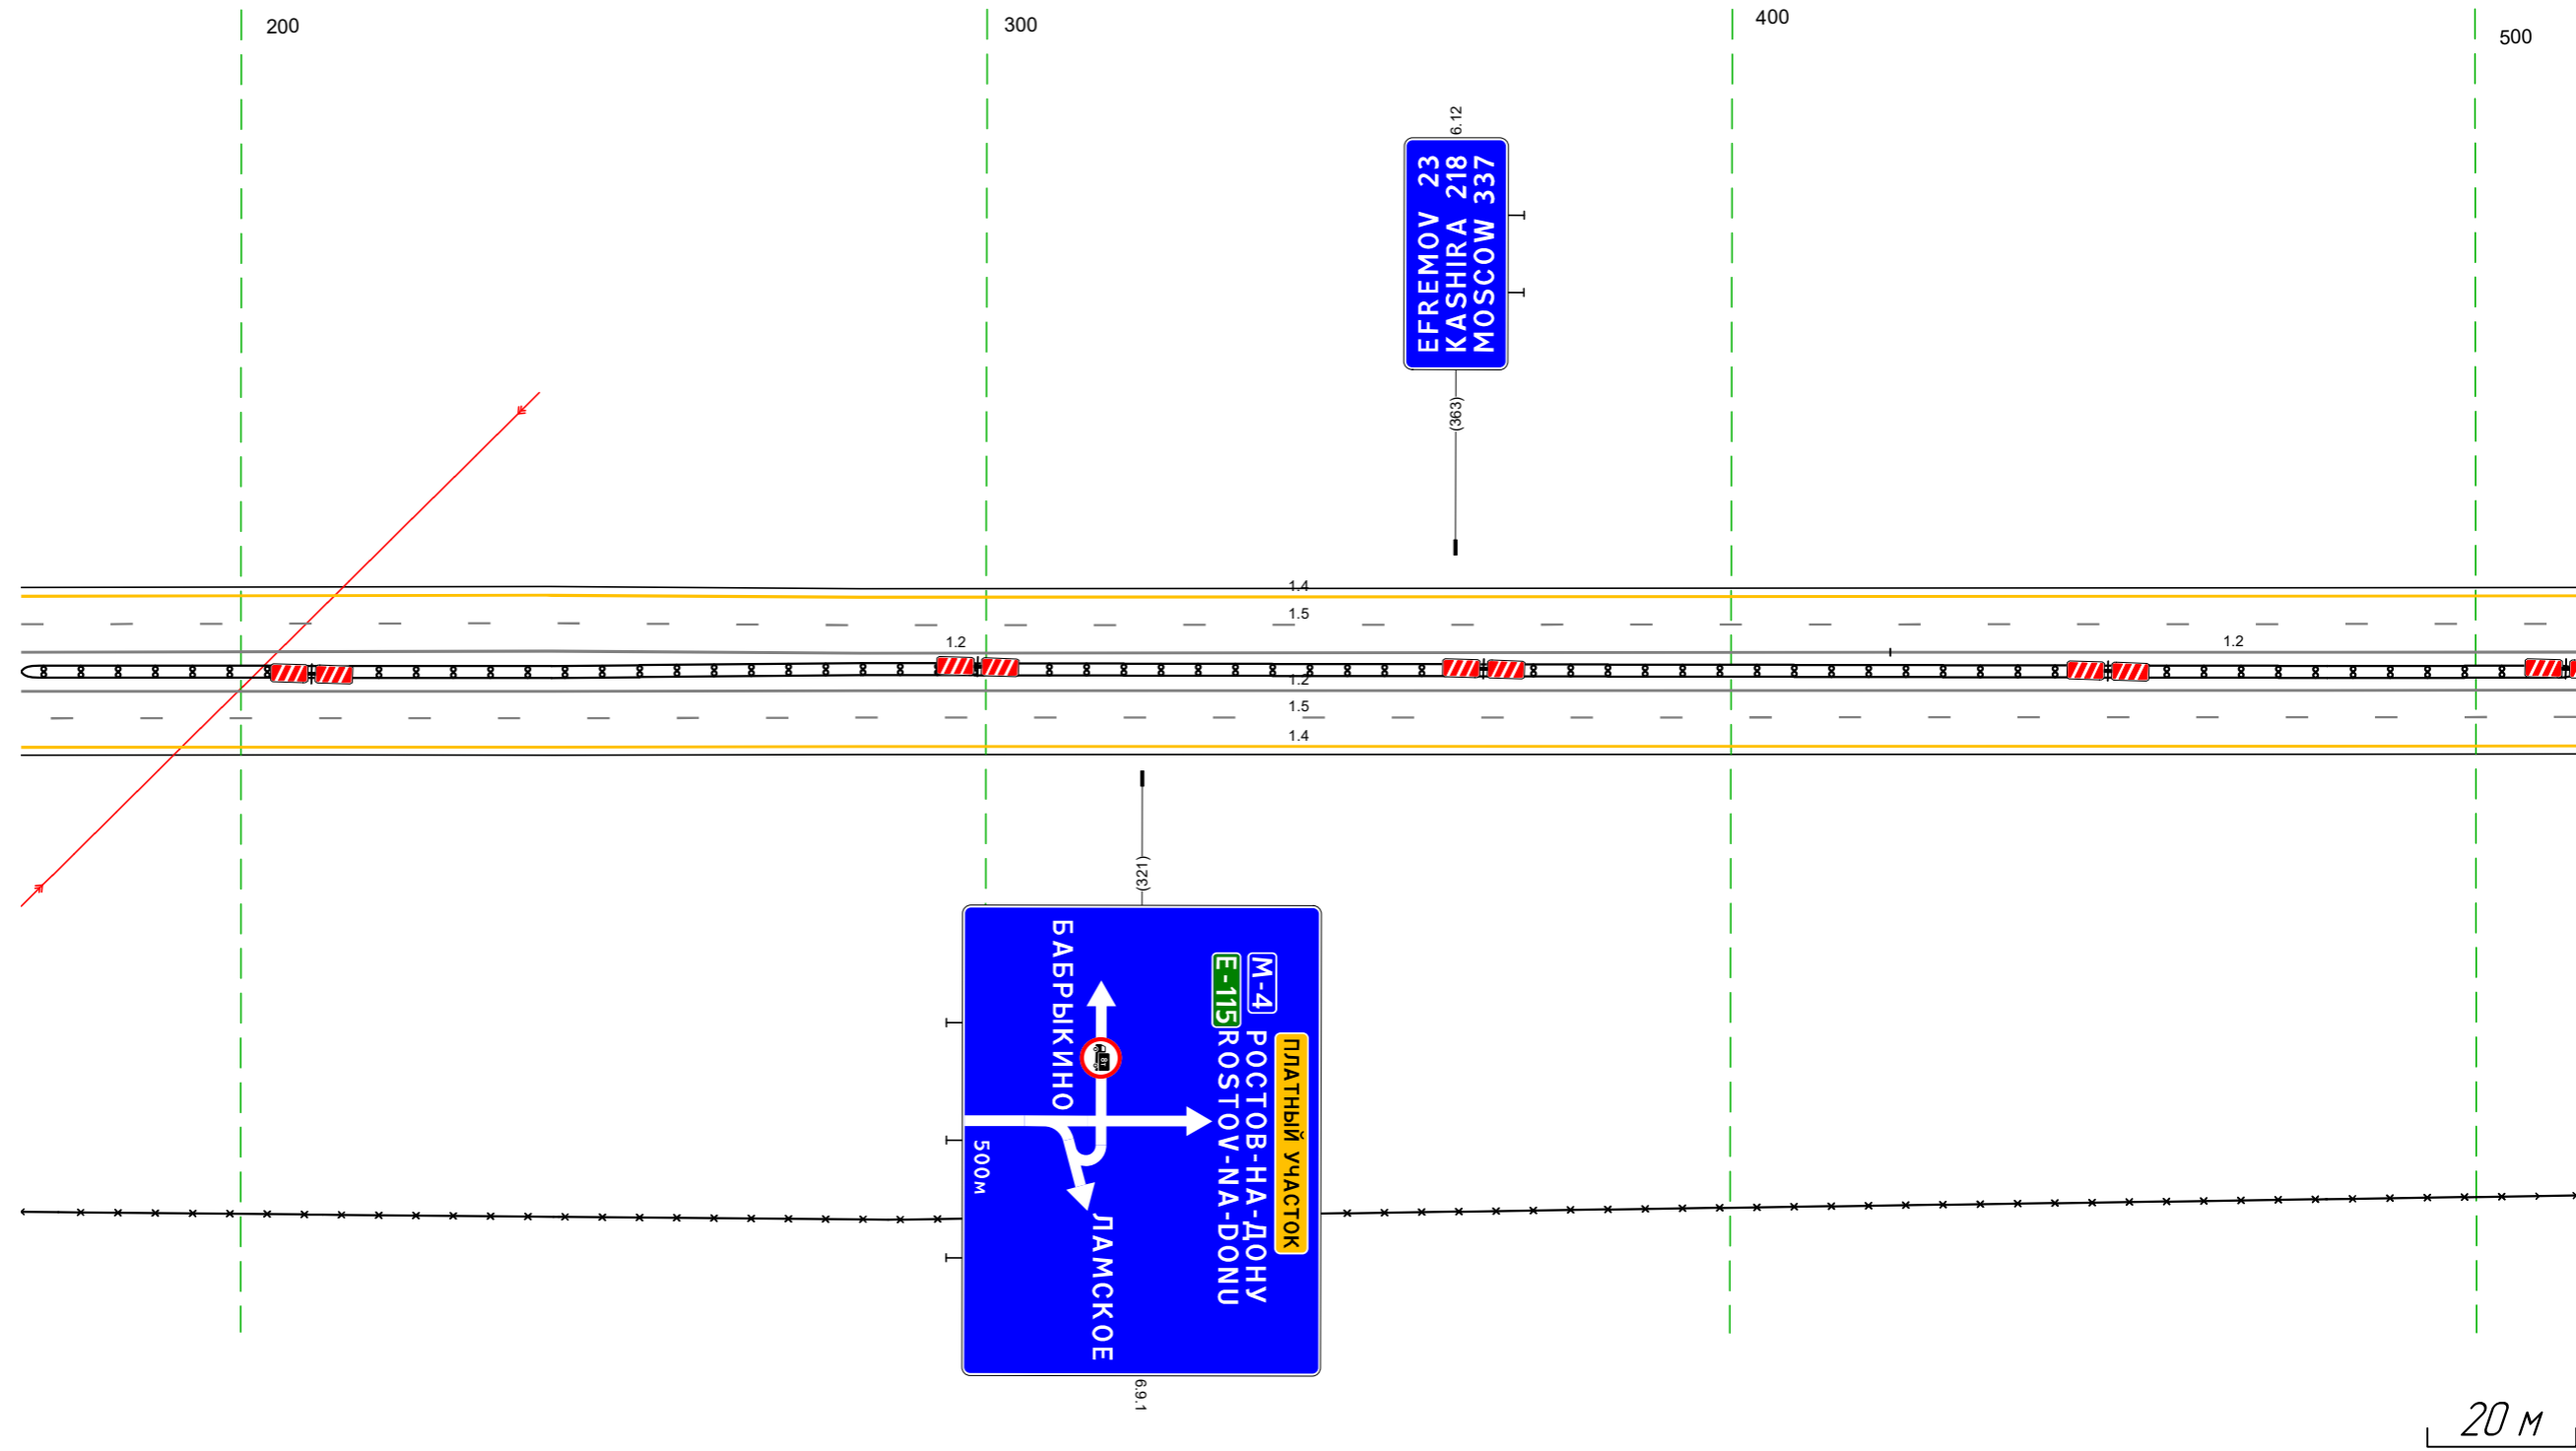 200
300
400
500
6.12
EFREMOV 23
KASHIRA 218
MOSCOW 337
(363)
1.4
1.5
1.2
1.2
1.2
1.5
1.4
(321)
ПЛАТНЫЙ УЧАСТОК
М-4 РОСТОВ-НА-ДОНУ
E-115 ROSTOV-NA-DONU
БАБРЫКИНО
8т
ЛАМСКОЕ
500м
6.9.1
20 м